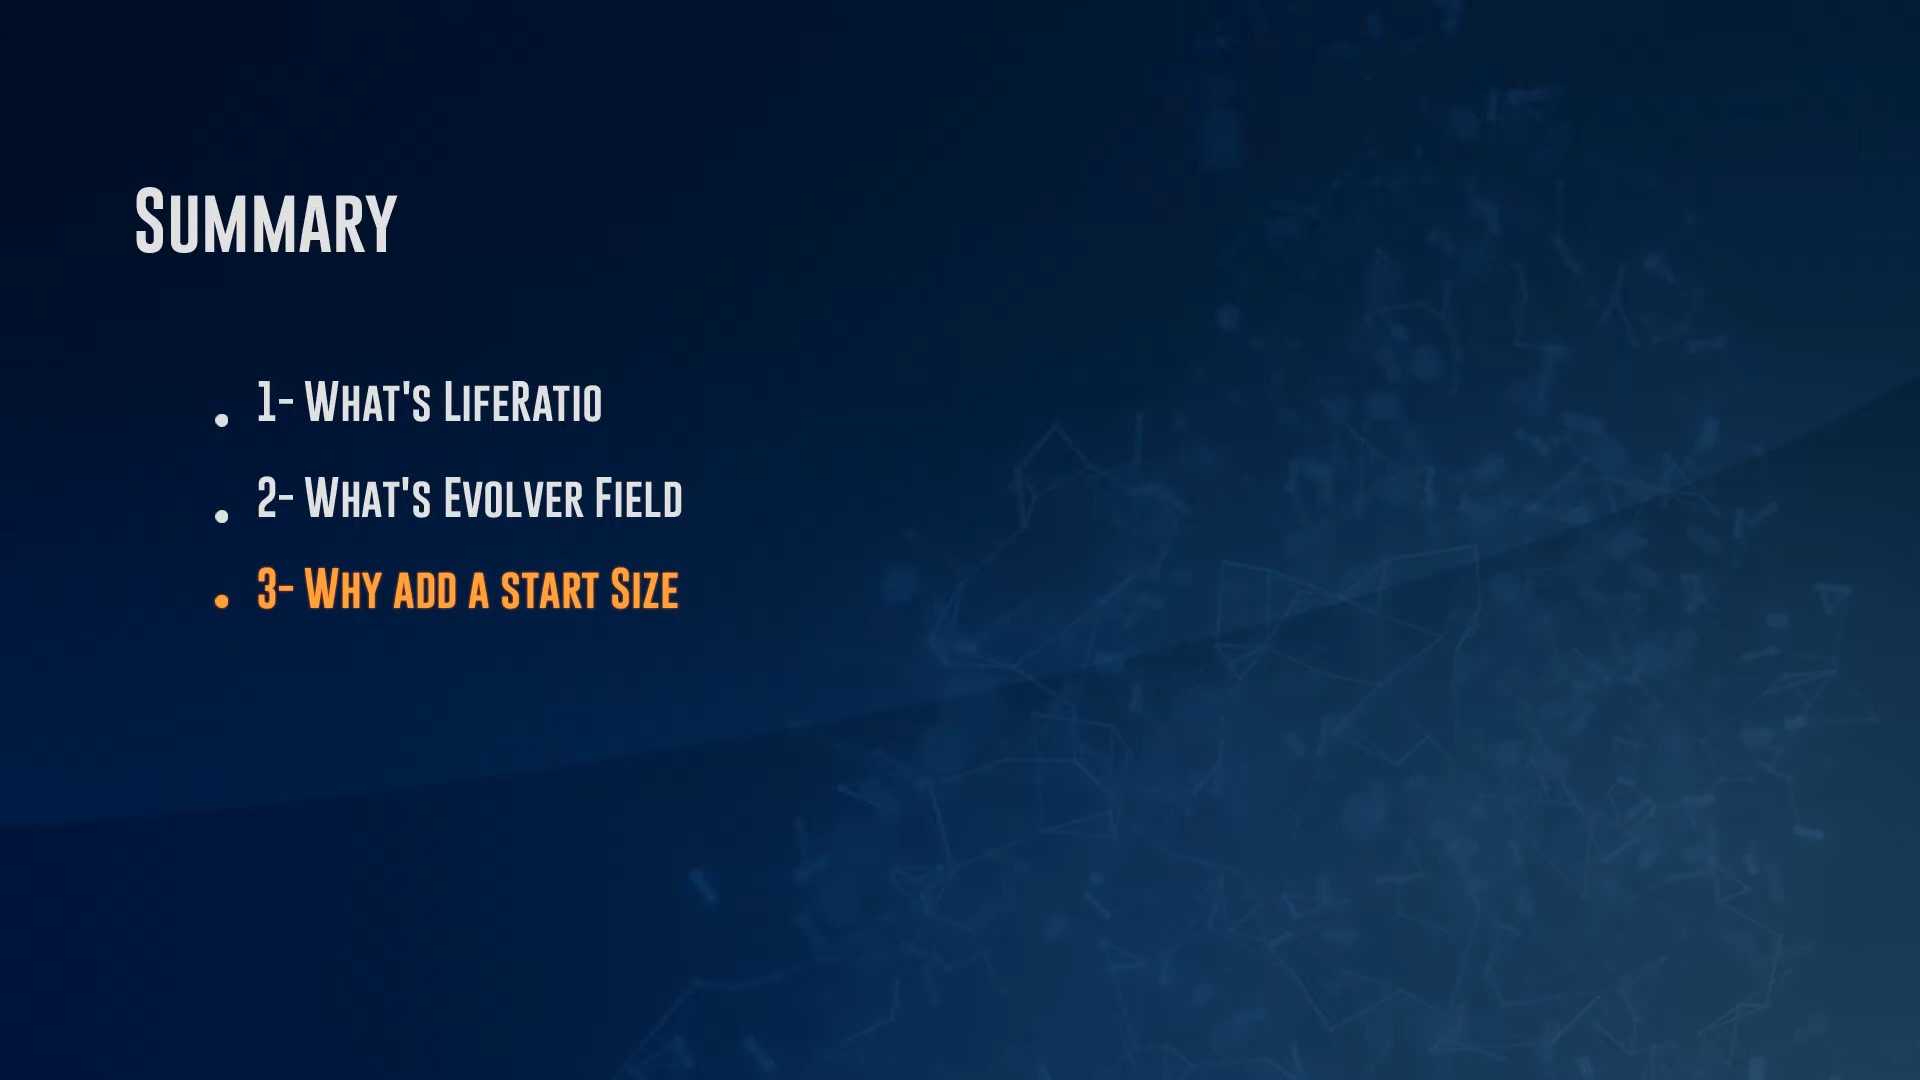 Summary
1- What's LifeRatio
2- What's Evolver Field
3- Why add a start Size